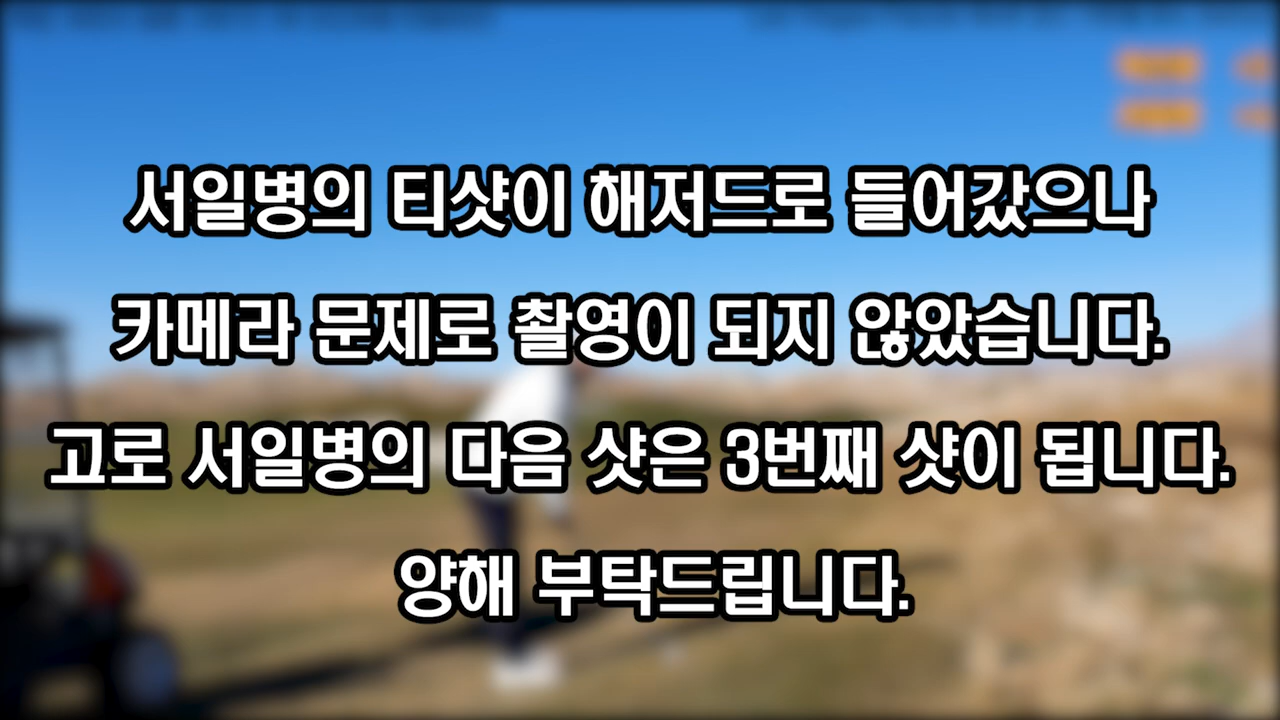 서일병의 티샷이 해저드로 들어갔으나
카메라 문제로 촬영이 되지 않았습니다.
고로 서일병의 다음 샷은 3번째 샷이 됩니다.
양해 부탁드립니다.